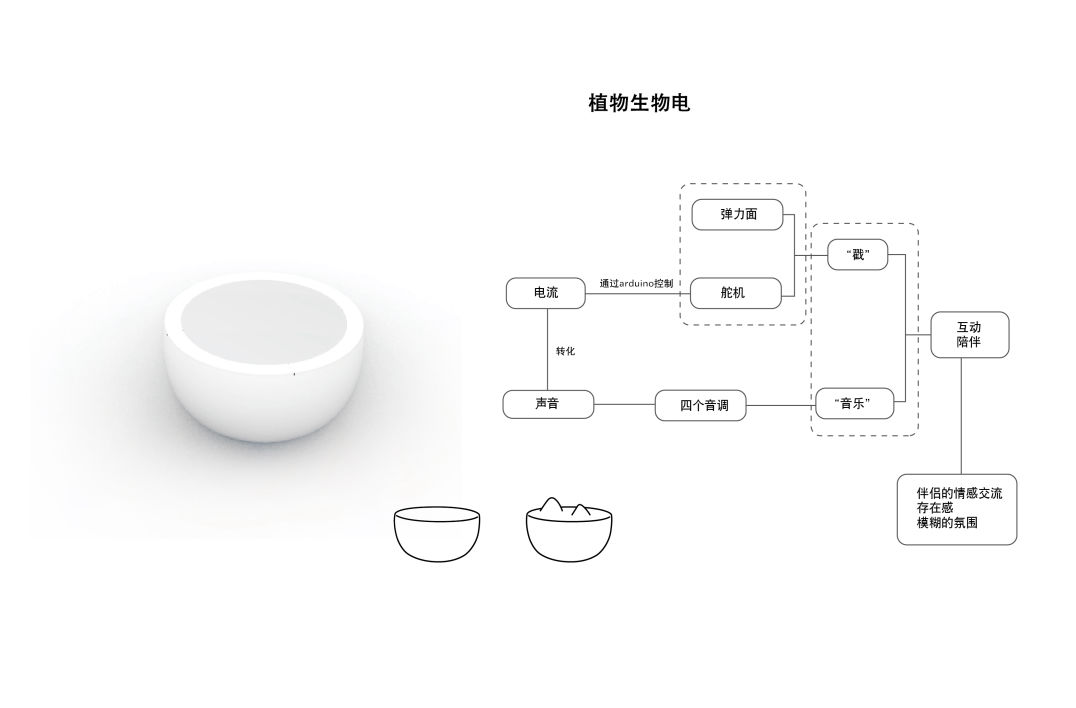 植物生物电
弹力面
“戳”
通过arduino控制
电流
舵机
互动
陪伴
转化
声音
四个音调
“音乐”
伴侣的情感交流
存在感
模糊的氛围